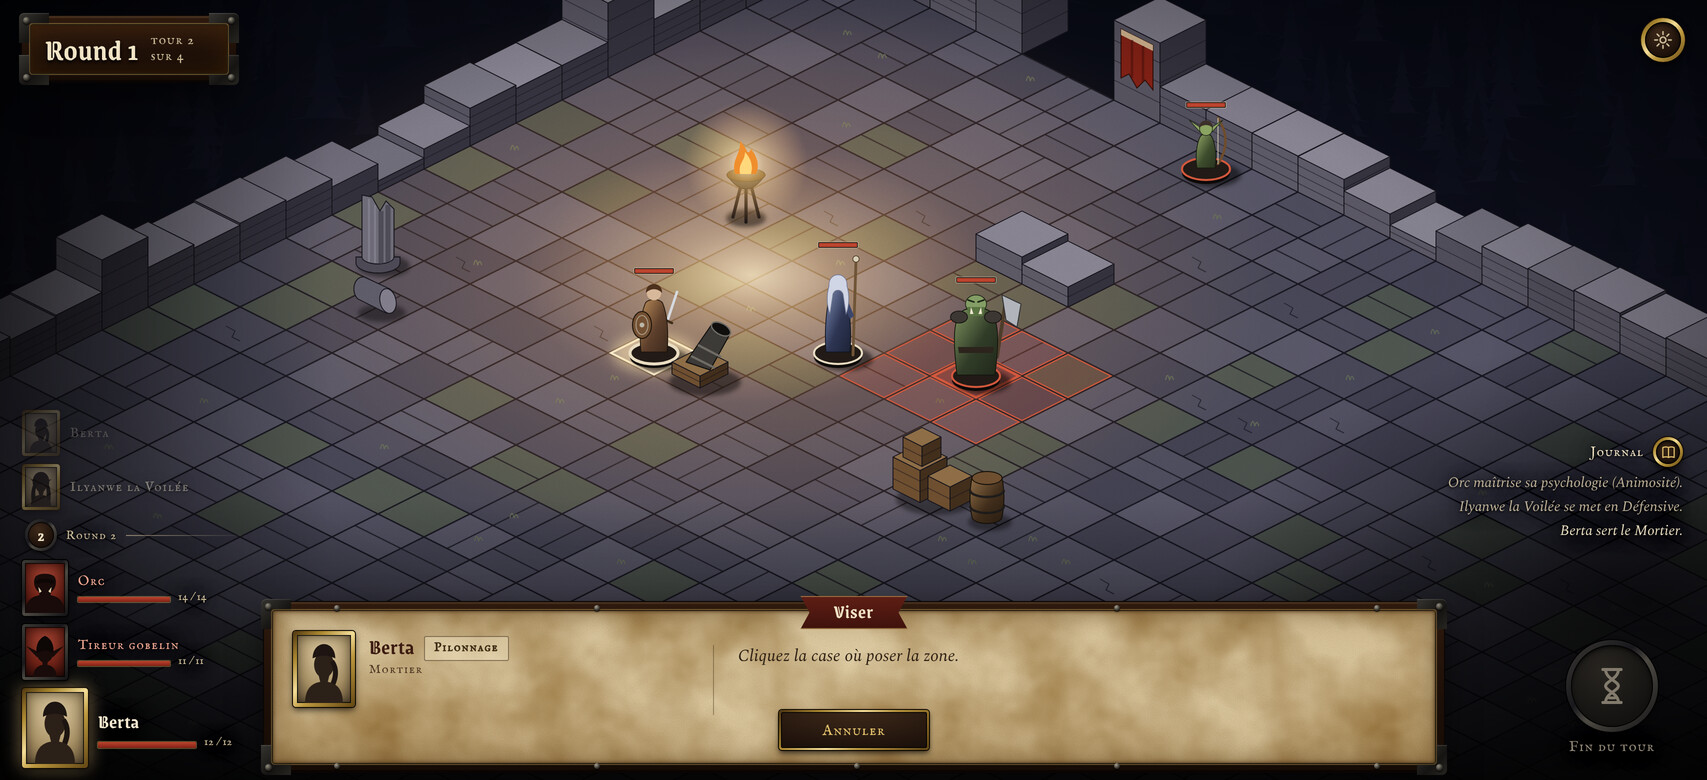 Round 1
TOUR 2
SUR 4
Berta
Ilyanwe la Voilée
2 Round 2
Orc
14/14
Tireur gobelin
11/11
Berta
12/12
Journal
Orc maîtrise sa psychologie (Animosité).
Ilyanwe la Voilée se met en Défensive.
Berta sert le Mortier.
Viser
Berta Pilonnage
Mortier
Cliquez la case où poser la zone.
Annuler
Fin du tour